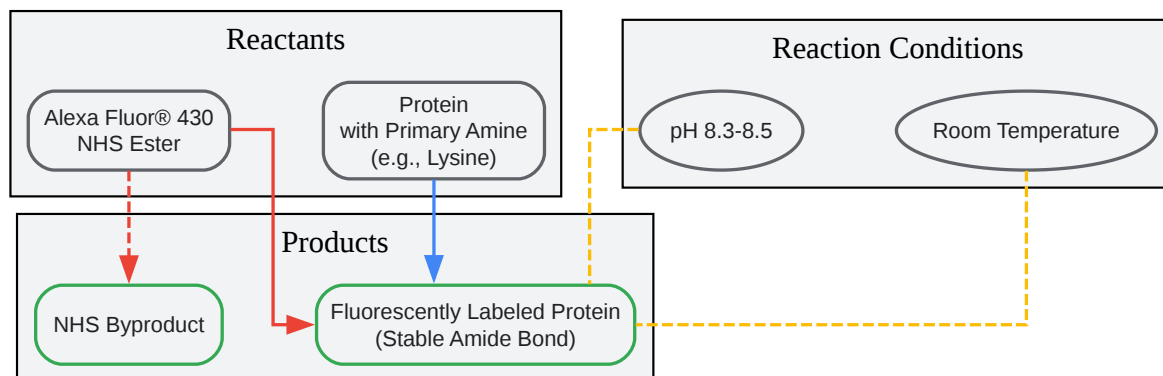 Reactants
Alexa Fluor® 430
NHS Ester
Protein
with Primary Amine
(e.g., Lysine)
Reaction Conditions
pH 8.3-8.5
Room Temperature
Products
NHS Byproduct
Fluorescently Labeled Protein
(Stable Amide Bond)